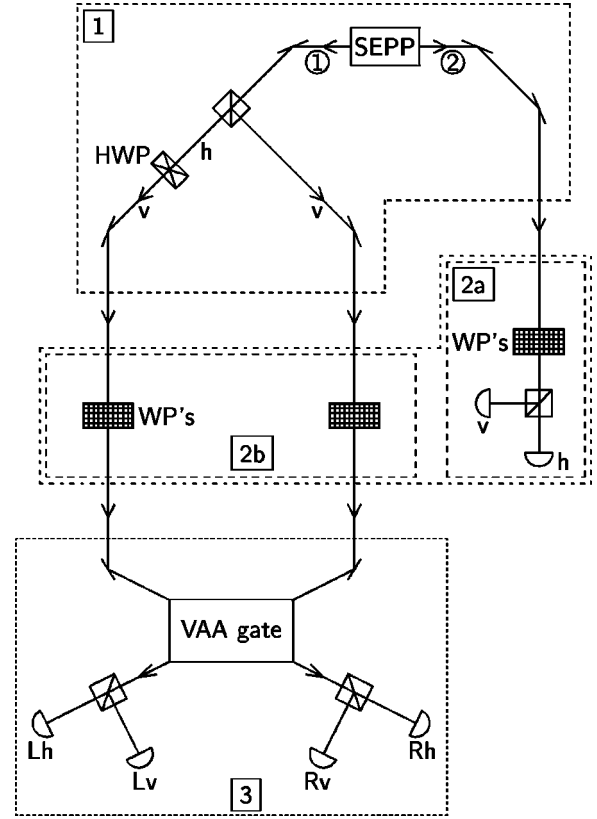 1
SEPP
① ②
HWP
h
v
v
2a
WP's
v
h
WP's
2b
VAA gate
Lh
Lv
Rv
Rh
3